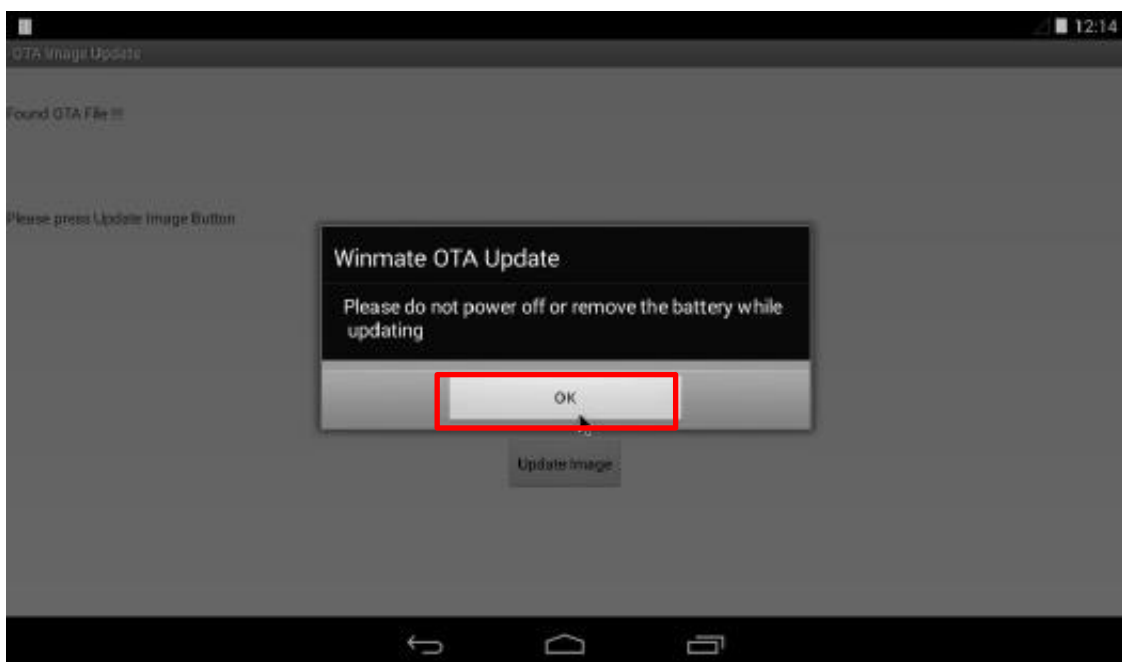 12:14
OTA Image Update
Found OTA File !!!
Please press Update Image Button
Winmate OTA Update
Please do not power off or remove the battery while
updating
OK
Update Image